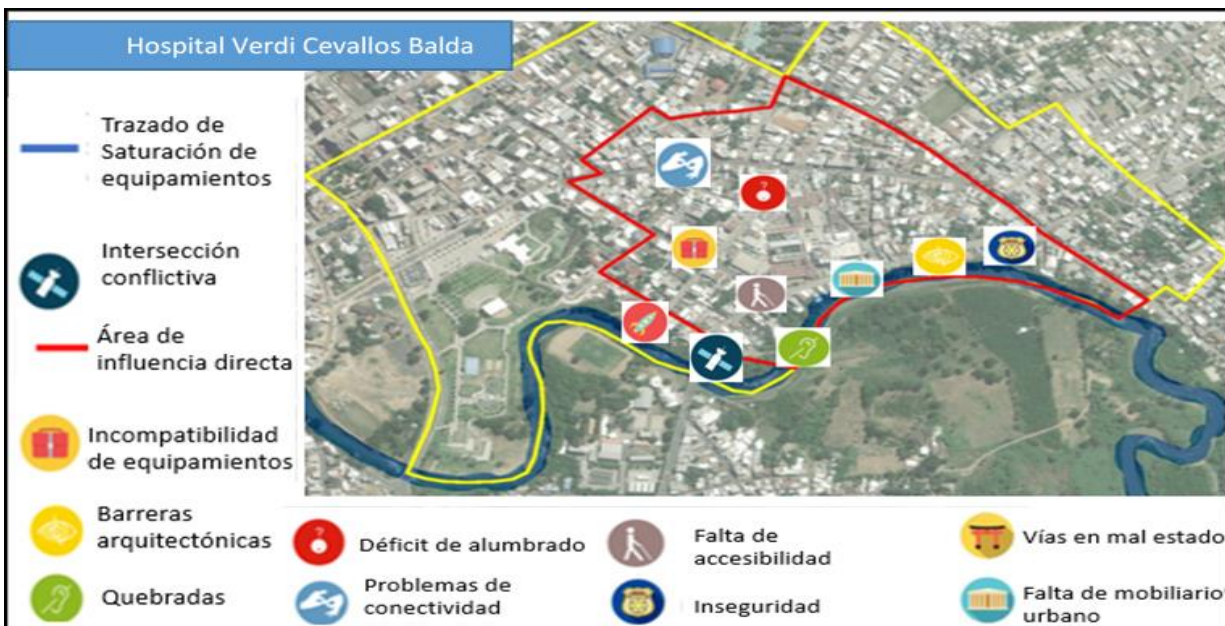 Hospital Verdi Cevallos Balda
Trazado de
Saturación de
equipamientos
Intersección
conflictiva
Área de
influencia directa
Incompatibilidad
de equipamientos
Barreras
arquitectónicas
Quebradas
Déficit de alumbrado
Problemas de
conectividad
Falta de
accesibilidad
Inseguridad
Vías en mal estado
Falta de mobiliario
urbano